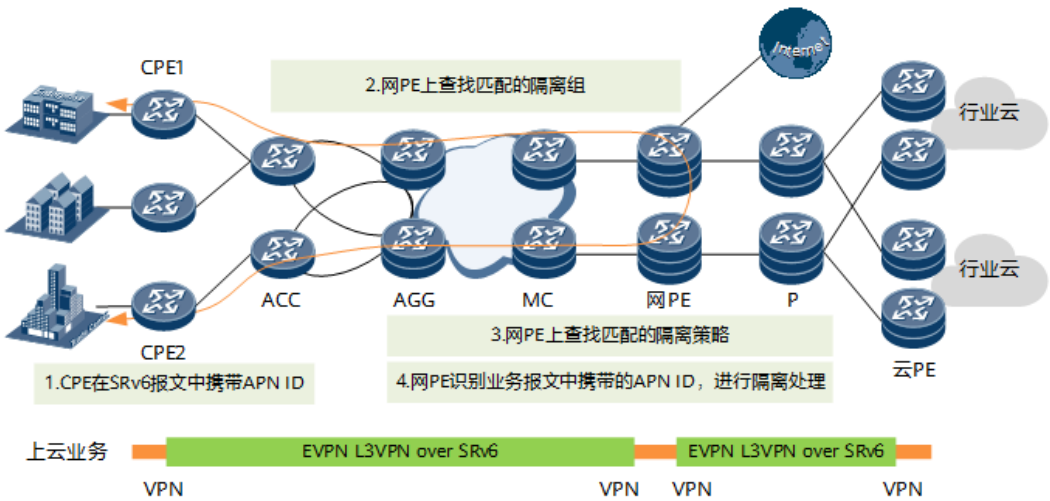 Internet
CPE1
2.网PE上查找匹配的隔离组
行业云
行业云
ACC
AGG
MC
网PE
P
CPE2
3.网PE上查找匹配的隔离策略
云PE
1.CPE在SRv6报文中携带APN ID
4.网PE识别业务报文中携带的APN ID，进行隔离处理
上云业务
EVPN L3VPN over SRv6
EVPN L3VPN over SRv6
VPN
VPN
VPN
VPN